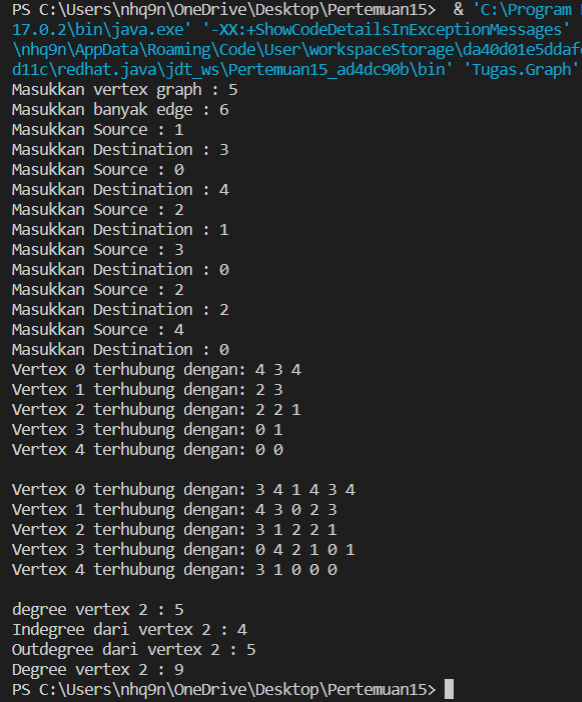 PS C:\Users\nhq9n\OneDrive\Desktop\Pertemuan15>  & 'C:\Program
17.0.2\bin\java.exe' '-XX:+ShowCodeDetailsInExceptionMessages'
\nhq9n\AppData\Roaming\Code\User\workspaceStorage\da40d01e5ddaf
d11c\redhat.java\jdt_ws\Pertemuan15_ad4dc90b\bin' 'Tugas.Graph'
Masukkan vertex graph : 5
Masukkan banyak edge : 6
Masukkan Source : 1
Masukkan Destination : 3
Masukkan Source : 0
Masukkan Destination : 4
Masukkan Source : 2
Masukkan Destination : 1
Masukkan Source : 3
Masukkan Destination : 0
Masukkan Source : 2
Masukkan Destination : 2
Masukkan Source : 4
Masukkan Destination : 0
Vertex 0 terhubung dengan: 4 3 4
Vertex 1 terhubung dengan: 2 3
Vertex 2 terhubung dengan: 2 2 1
Vertex 3 terhubung dengan: 0 1
Vertex 4 terhubung dengan: 0 0

Vertex 0 terhubung dengan: 3 4 1 4 3 4
Vertex 1 terhubung dengan: 4 3 0 2 3
Vertex 2 terhubung dengan: 3 1 2 2 1
Vertex 3 terhubung dengan: 0 4 2 1 0 1
Vertex 4 terhubung dengan: 3 1 0 0 0

degree vertex 2 : 5
Indegree dari vertex 2 : 4
Outdegree dari vertex 2 : 5
Degree vertex 2 : 9
PS C:\Users\nhq9n\OneDrive\Desktop\Pertemuan15>